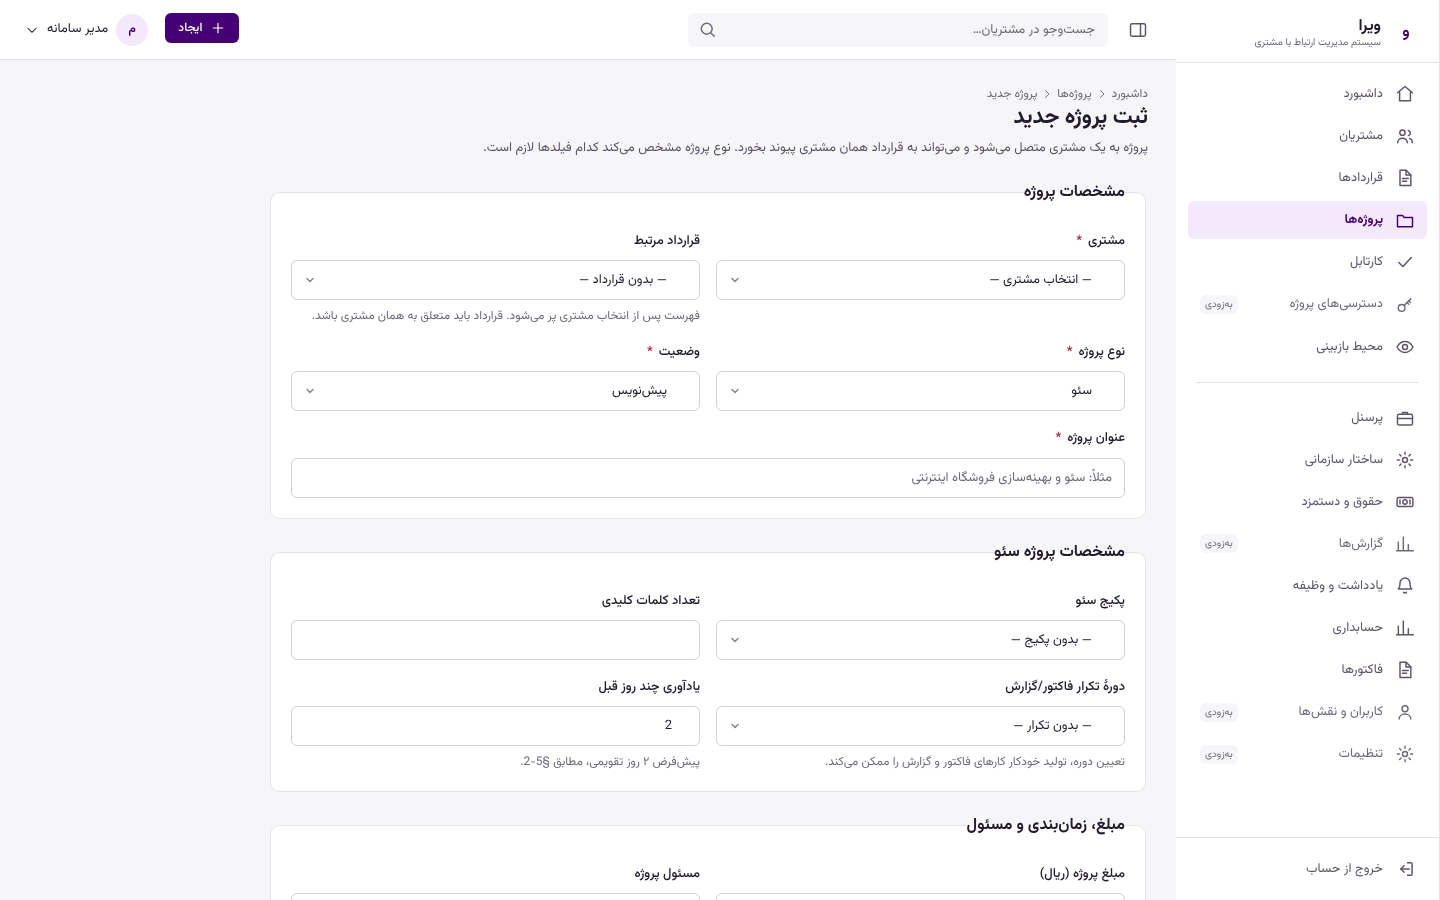 و
ویرا
سیستم مدیریت ارتباط با مشتری
داشبورد
مشتریان
قراردادها
پروژه‌ها
کارتابل
دسترسی‌های پروژه
به‌زودی
محیط بازبینی
پرسنل
ساختار سازمانی
حقوق و دستمزد
گزارش‌ها
به‌زودی
یادداشت و وظیفه
حسابداری
فاکتورها
کاربران و نقش‌ها
به‌زودی
تنظیمات
به‌زودی
خروج از حساب
جست‌وجو در مشتریان…
ایجاد
م
مدیر سامانه
داشبورد
پروژه‌ها
پروژه جدید
ثبت پروژه جدید
پروژه به یک مشتری متصل می‌شود و می‌تواند به قرارداد همان مشتری پیوند بخورد. نوع پروژه مشخص می‌کند کدام فیلدها لازم است.
مشخصات پروژه
مشتری *
— انتخاب مشتری —
قرارداد مرتبط
— بدون قرارداد —
فهرست پس از انتخاب مشتری پر می‌شود. قرارداد باید متعلق به همان مشتری باشد.
نوع پروژه *
سئو
وضعیت *
پیش‌نویس
عنوان پروژه *
مثلاً: سئو و بهینه‌سازی فروشگاه اینترنتی
مشخصات پروژه سئو
پکیج سئو
— بدون پکیج —
تعداد کلمات کلیدی
دورهٔ تکرار فاکتور/گزارش
— بدون تکرار —
تعیین دوره، تولید خودکار کارهای فاکتور و گزارش را ممکن می‌کند.
یادآوری چند روز قبل
2
پیش‌فرض ۲ روز تقویمی، مطابق §5-2.
مبلغ، زمان‌بندی و مسئول
مبلغ پروژه (ریال)
مسئول پروژه